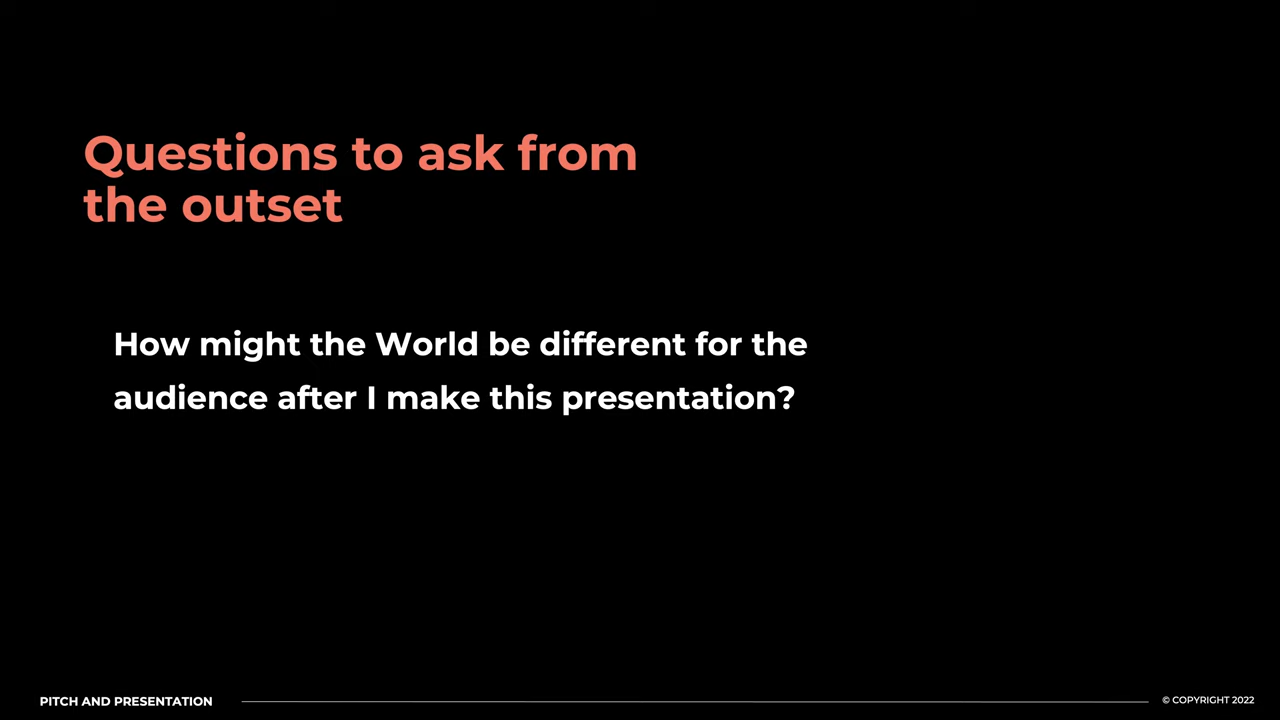 Questions to ask from
the outset
How might the World be different for the
audience after I make this presentation?
PITCH AND PRESENTATION
© COPYRIGHT 2022